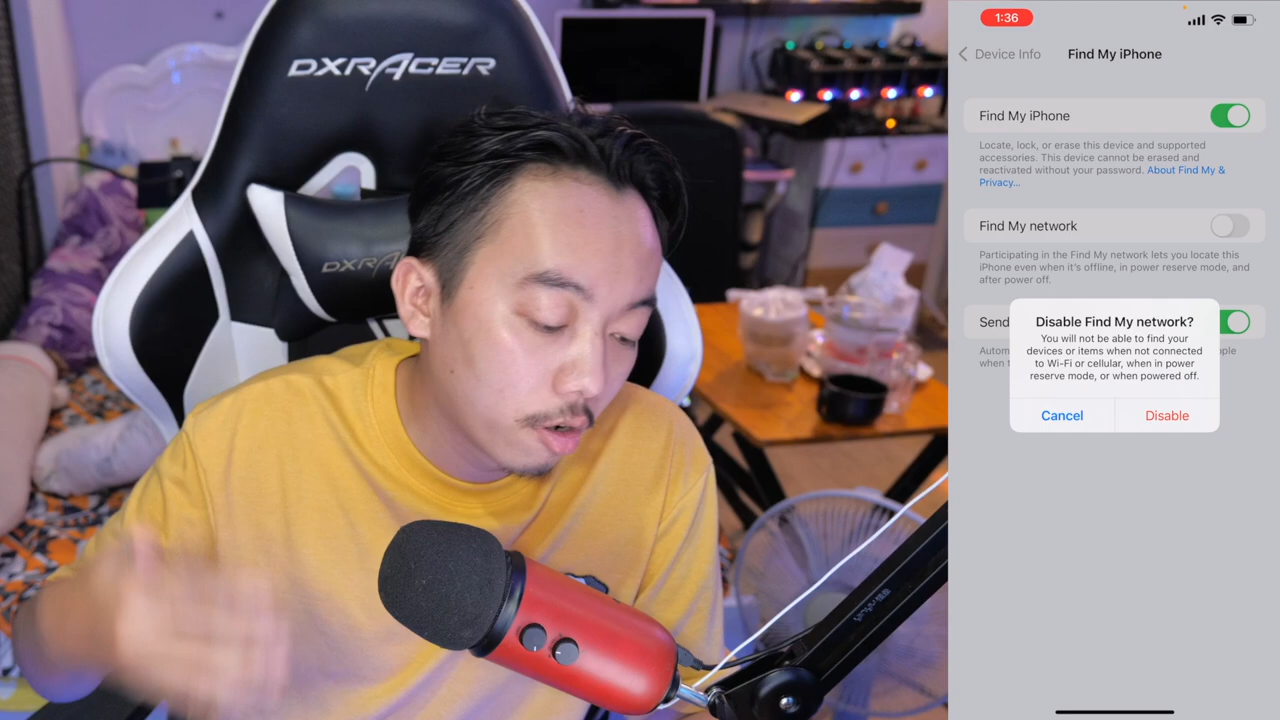 DXRACER
DXRA
1:36
Device Info
Find My iPhone
Find My iPhone
Locate, lock, or erase this device and supported
accessories. This device cannot be erased and
reactivated without your password. About Find My &
Privacy...
Find My network
Participating in the Find My network lets you locate this
iPhone even when it's offline, in power reserve mode, and
after power off.
Send
Autom
ople
when t
Disable Find My network?
You will not be able to find your
devices or items when not connected
to Wi-Fi or cellular, when in power
reserve mode, or when powered off.
Cancel
Disable